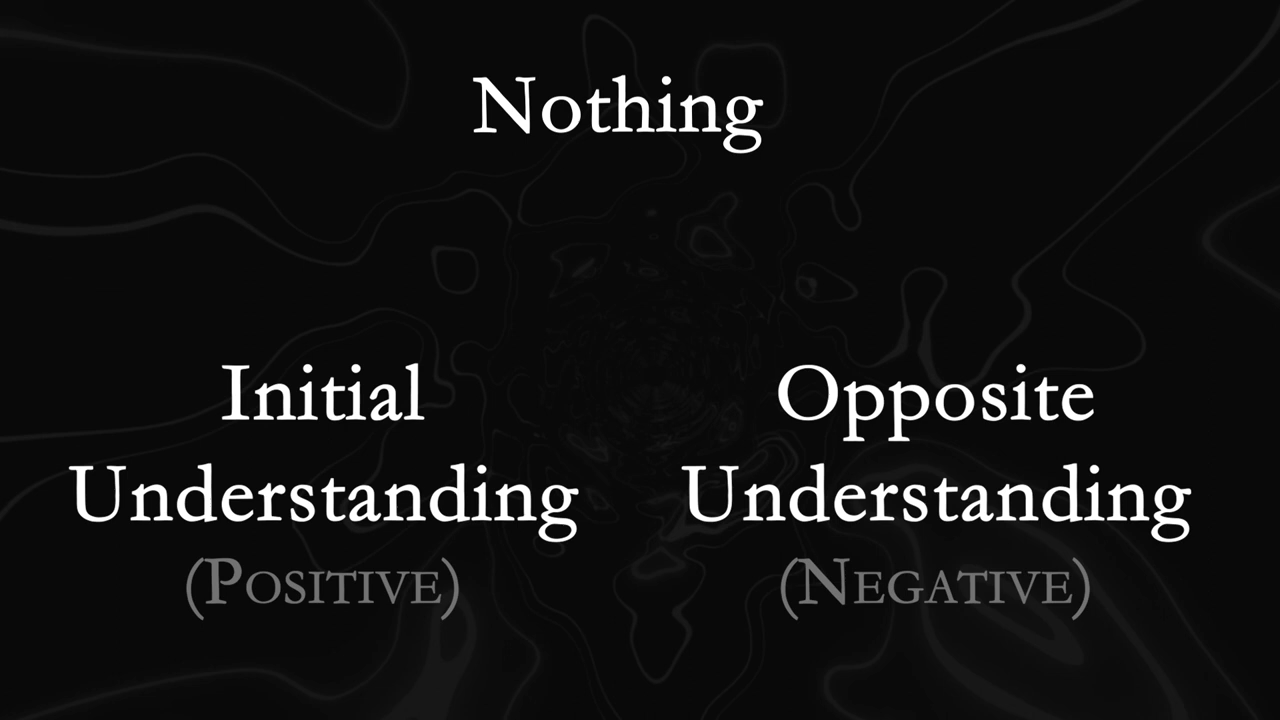 Nothing
Initial
Understanding
(Positive)
Opposite
Understanding
(Negative)